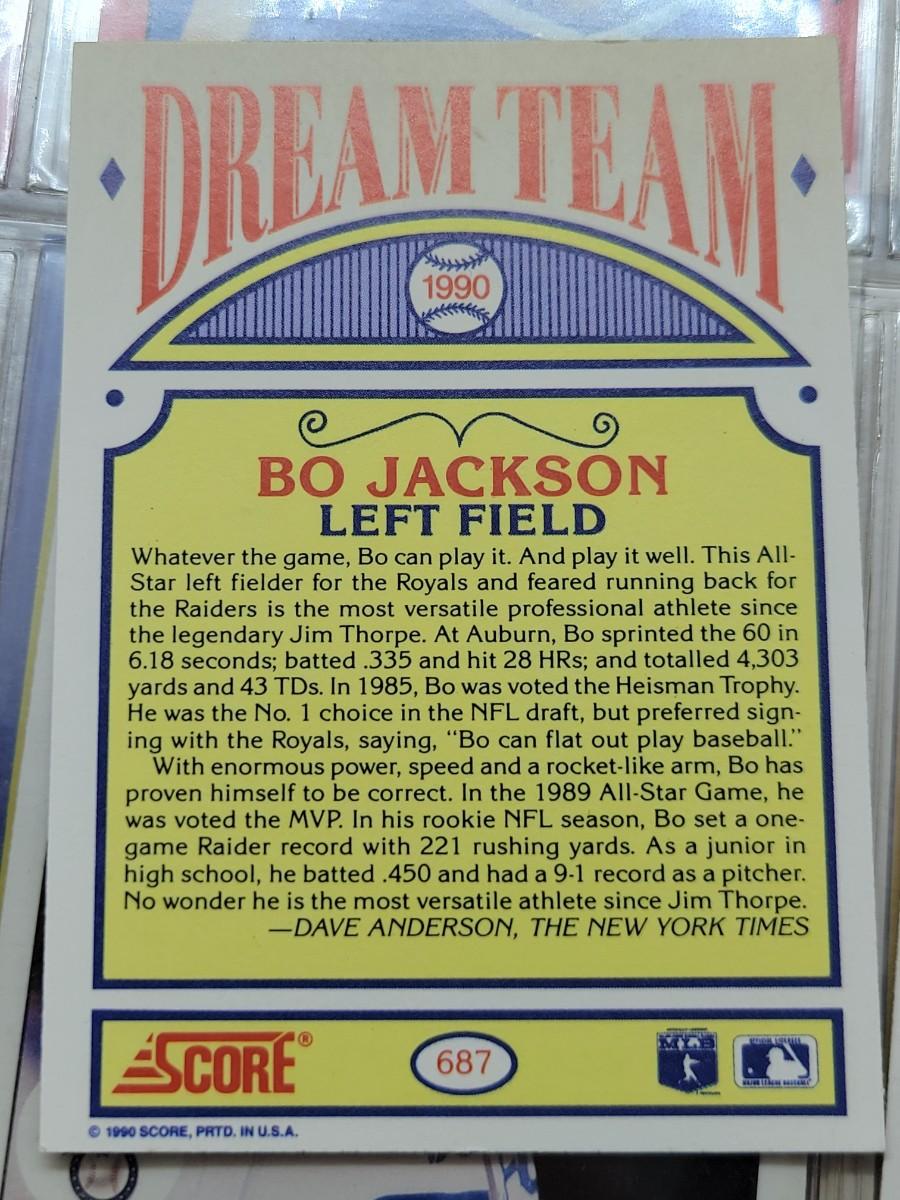 DREAM TEAM
1990
BO JACKSON
LEFT FIELD
Whatever the game, Bo can play it. And play it well. This All-
Star left fielder for the Royals and feared running back for
the Raiders is the most versatile professional athlete since
the legendary Jim Thorpe. At Auburn, Bo sprinted the 60 in
6.18 seconds; batted .335 and hit 28 HRs; and totalled 4,303
yards and 43 TDs. In 1985, Bo was voted the Heisman Trophy.
He was the No. 1 choice in the NFL draft, but preferred sign-
ing with the Royals, saying, “Bo can flat out play baseball.”
With enormous power, speed and a rocket-like arm, Bo has
proven himself to be correct. In the 1989 All-Star Game, he
was voted the MVP. In his rookie NFL season, Bo set a one-
game Raider record with 221 rushing yards. As a junior in
high school, he batted .450 and had a 9-1 record as a pitcher.
No wonder he is the most versatile athlete since Jim Thorpe.
—DAVE ANDERSON, THE NEW YORK TIMES
SCORE®
687
MLB
OFFICIAL LICENSEE
MAJOR LEAGUE BASEBALL
© 1990 SCORE, PRTD. IN U.S.A.